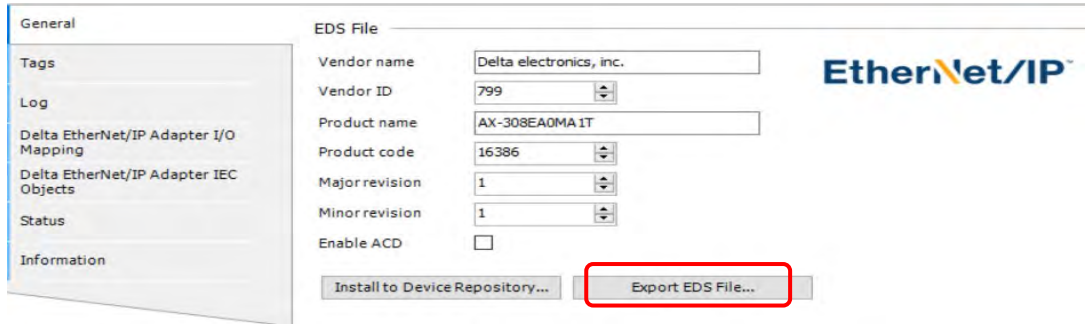 General
Tags
Log
Delta EtherNet/IP Adapter I/O
Mapping
Delta EtherNet/IP Adapter IEC
Objects
Status
Information
EDS File
Vendor name Delta electronics, inc.
Vendor ID 799
Product name AX-308EA0MA1T
Product code 16386
Major revision 1
Minor revision 1
Enable ACD
Install to Device Repository... Export EDS File...
EtherNet/IP™